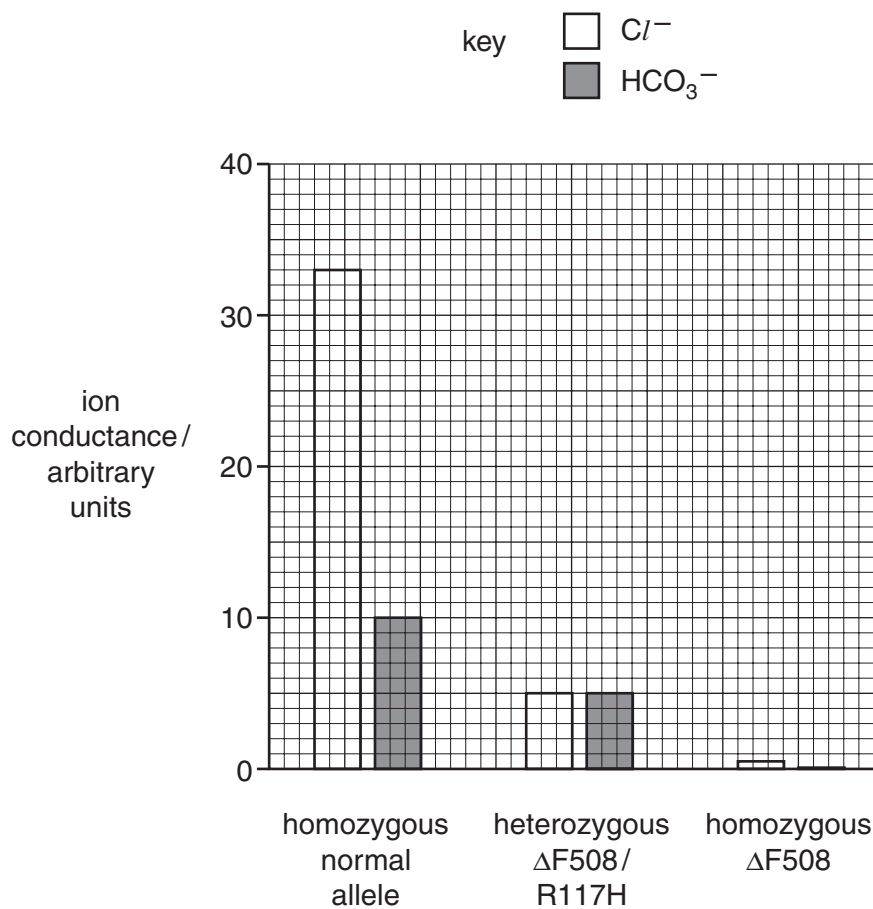 key
Cl⁻
HCO₃⁻
40
30
20
10
0
ion
conductance/
arbitrary
units
homozygous
normal
allele
heterozygous
ΔF508/
R117H
homozygous
ΔF508